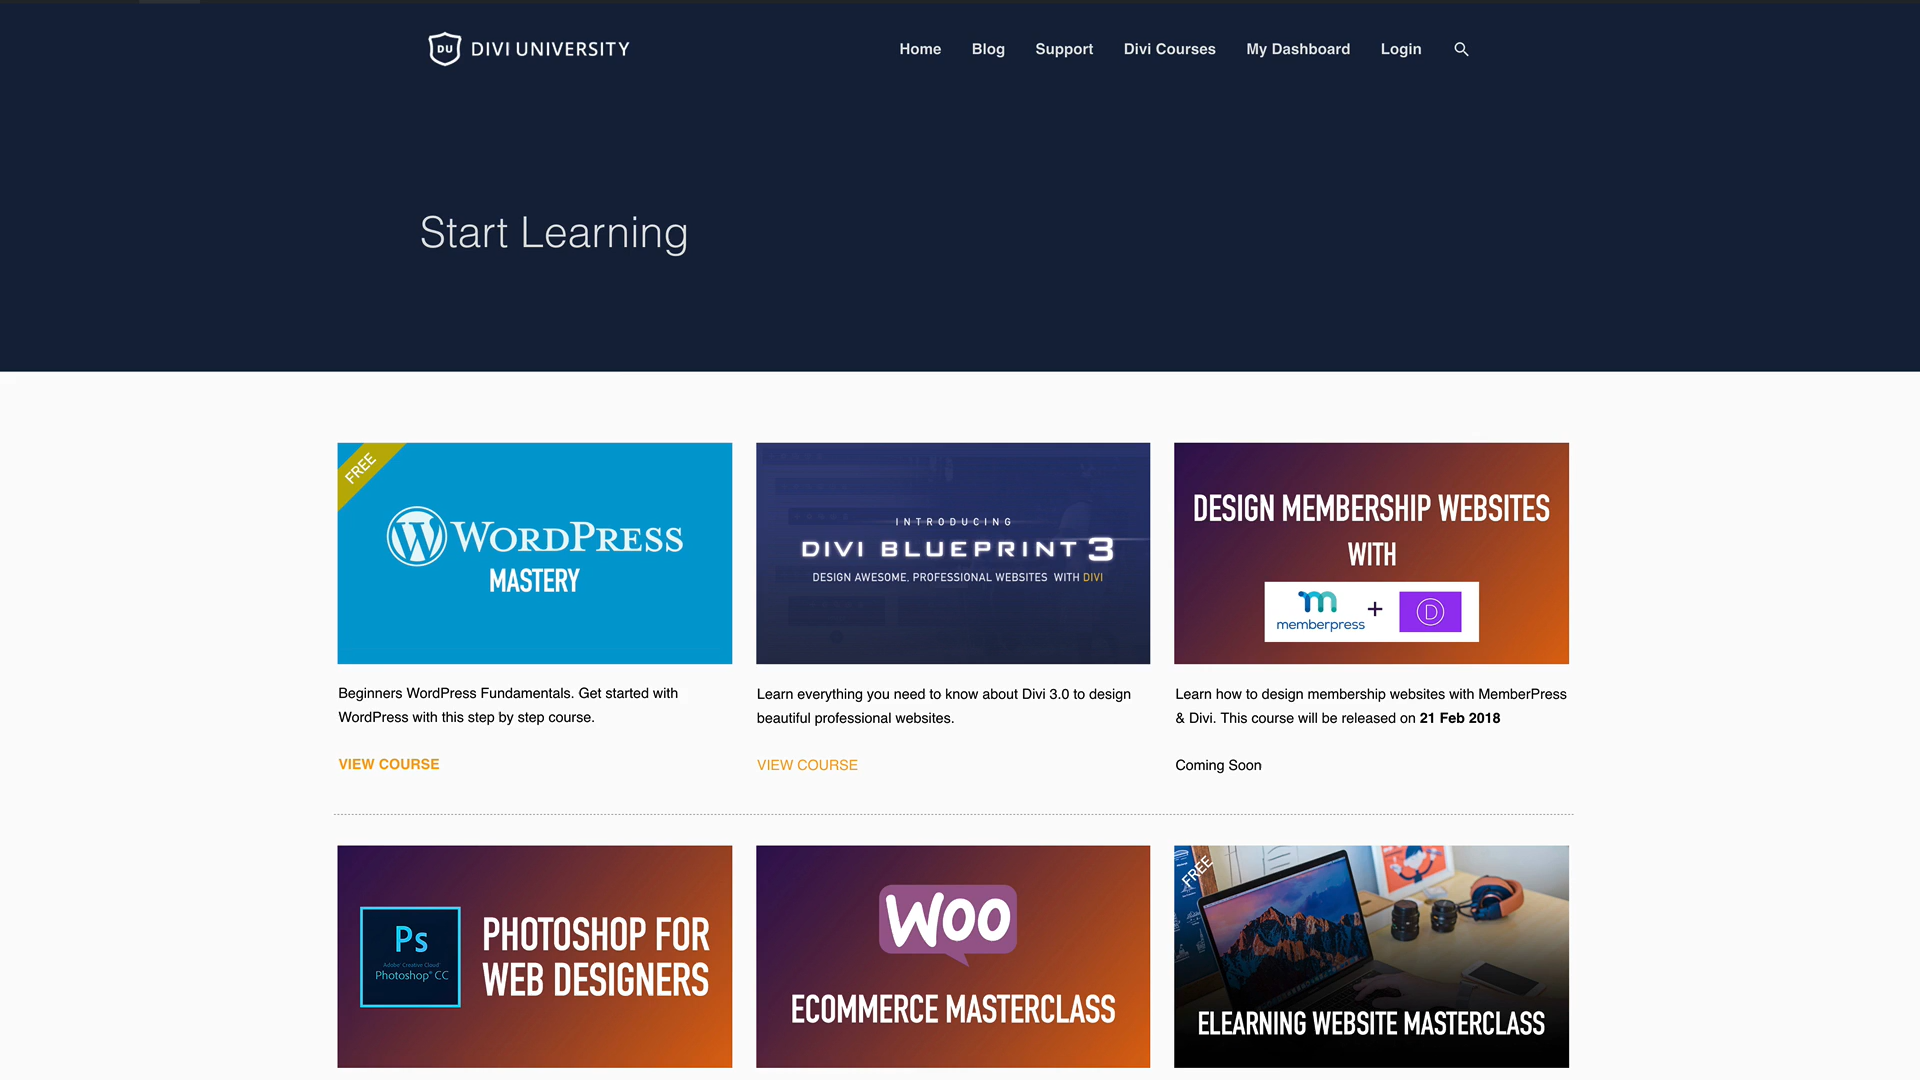 DU DIVI UNIVERSITY
Home Blog Support Divi Courses My Dashboard Login
Start Learning
FREE
WORDPRESS
MASTERY
INTRODUCING
DIVI BLUEPRINT 3
DESIGN AWESOME, PROFESSIONAL WEBSITES WITH DIVI
DESIGN MEMBERSHIP WEBSITES
WITH
memberpress + D
Beginners WordPress Fundamentals. Get started with
WordPress with this step by step course.
VIEW COURSE
Learn everything you need to know about Divi 3.0 to design
beautiful professional websites.
VIEW COURSE
Learn how to design membership websites with MemberPress
& Divi. This course will be released on 21 Feb 2018
Coming Soon
Ps
Adobe® Creative Cloud®
Photoshop® CC
PHOTOSHOP FOR
WEB DESIGNERS
WOO
ECOMMERCE MASTERCLASS
FREE
ELEARNING WEBSITE MASTERCLASS